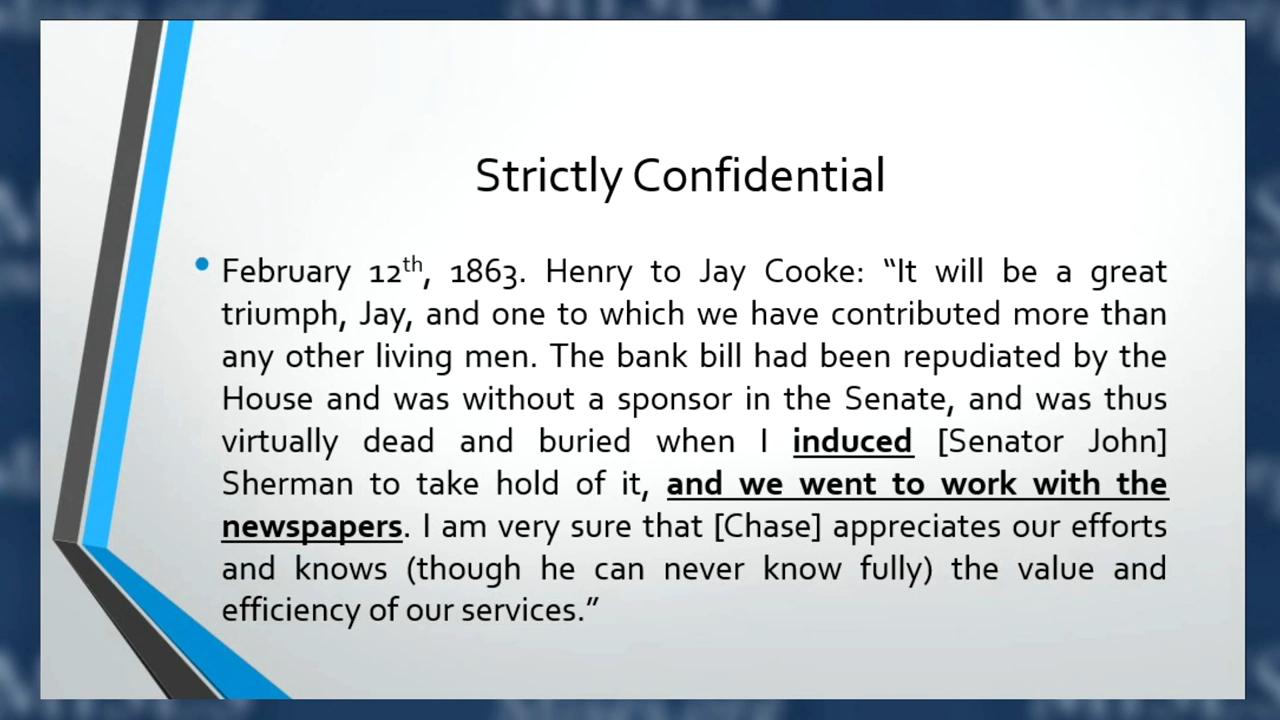 Strictly Confidential
• February 12th, 1863. Henry to Jay Cooke: “It will be a great
triumph, Jay, and one to which we have contributed more than
any other living men. The bank bill had been repudiated by the
House and was without a sponsor in the Senate, and was thus
virtually dead and buried when I induced [Senator John]
Sherman to take hold of it, and we went to work with the
newspapers. I am very sure that [Chase] appreciates our efforts
and knows (though he can never know fully) the value and
efficiency of our services.”